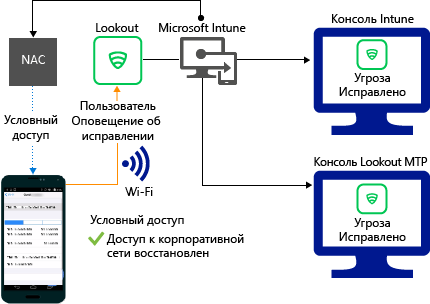 Lookout
Microsoft Intune
Консоль Intune
NAC
Угроза
Исправлено
Пользователь
Оповещение об
исправлении
Условный
доступ
Wi-Fi
Консоль Lookout MTP
Угроза
Исправлено
Условный доступ
Доступ к корпоративной
сети восстановлен